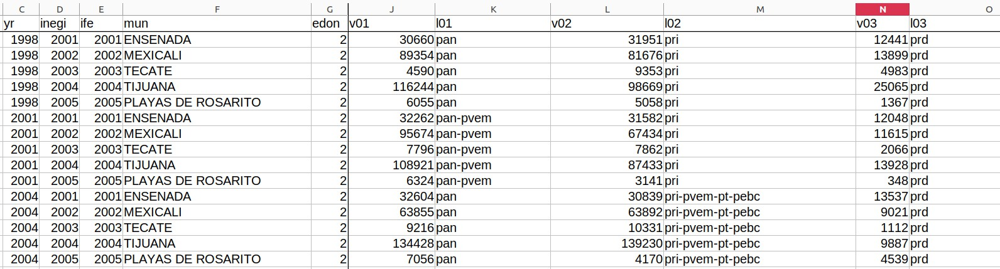 C D E F G J K L M N O
yr inegi ife mun edon v01 l01 v02 l02 v03 l03
1998 2001 2001 ENSENADA 2 30660 pan 31951 pri 12441 prd
1998 2002 2002 MEXICALI 2 89354 pan 81676 pri 13899 prd
1998 2003 2003 TECATE 2 4590 pan 9353 pri 4983 prd
1998 2004 2004 TIJUANA 2 116244 pan 98669 pri 25065 prd
1998 2005 2005 PLAYAS DE ROSARITO 2 6055 pan 5058 pri 1367 prd
2001 2001 2001 ENSENADA 2 32262 pan-pvem 31582 pri 12048 prd
2001 2002 2002 MEXICALI 2 95674 pan-pvem 67434 pri 11615 prd
2001 2003 2003 TECATE 2 7796 pan-pvem 7862 pri 2066 prd
2001 2004 2004 TIJUANA 2 108921 pan-pvem 87433 pri 13928 prd
2001 2005 2005 PLAYAS DE ROSARITO 2 6324 pan-pvem 3141 pri 348 prd
2004 2001 2001 ENSENADA 2 32604 pan 30839 pri-pvem-pt-pebc 13537 prd
2004 2002 2002 MEXICALI 2 63855 pan 63892 pri-pvem-pt-pebc 9021 prd
2004 2003 2003 TECATE 2 9216 pan 10331 pri-pvem-pt-pebc 1112 prd
2004 2004 2004 TIJUANA 2 134428 pan 139230 pri-pvem-pt-pebc 9887 prd
2004 2005 2005 PLAYAS DE ROSARITO 2 7056 pan 4170 pri-pvem-pt-pebc 4539 prd